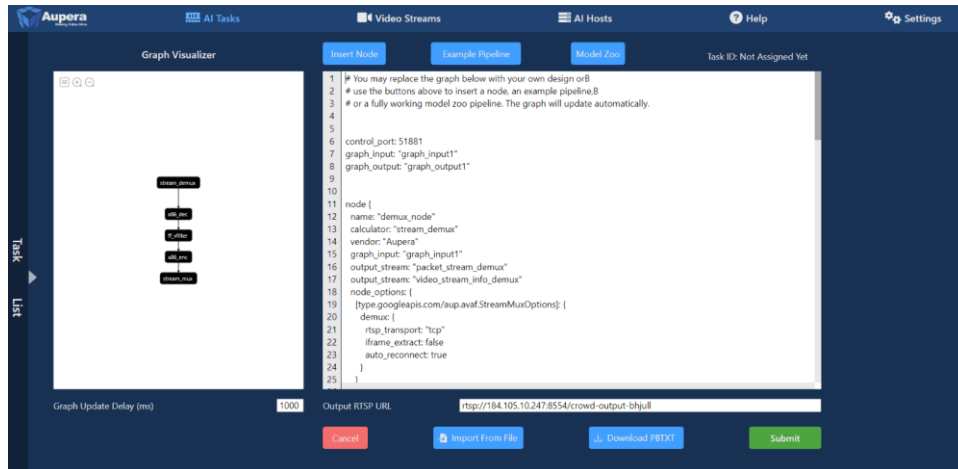 Aupera
AI Tasks
Video Streams
AI Hosts
Help
Settings
Graph Visualizer
Insert Node
Example Pipeline
Model Zoo
Task ID: Not Assigned Yet
stream_demux
x86_dec
ff_vfilter
x86_enc
stream_mux
1 # You may replace the graph below with your own design orB
2 # use the buttons above to insert a node, an example pipeline,B
3 # or a fully working model zoo pipeline. The graph will update automatically.
4
5
6 control_port: 51881
7 graph_input: "graph_input1"
8 graph_output: "graph_output1"
9
10
11 node {
12 name: "demux_node"
13 calculator: "stream_demux"
14 vendor: "Aupera"
15 graph_input: "graph_input1"
16 output_stream: "packet_stream_demux"
17 output_stream: "video_stream_info_demux"
18 node_options: {
19 [type.googleapis.com/aup.avaf.StreamMuxOptions]: {
20 demux: {
21 rtsp_transport: "tcp"
22 iframe_extract: false
23 auto_reconnect: true
24 }
25 }
Task List
Graph Update Delay (ms)
1000
Output RTSP URL
rtsp://184.105.10.247:8554/crowd-output-bhjull
Cancel
Import From File
Download PBTXT
Submit